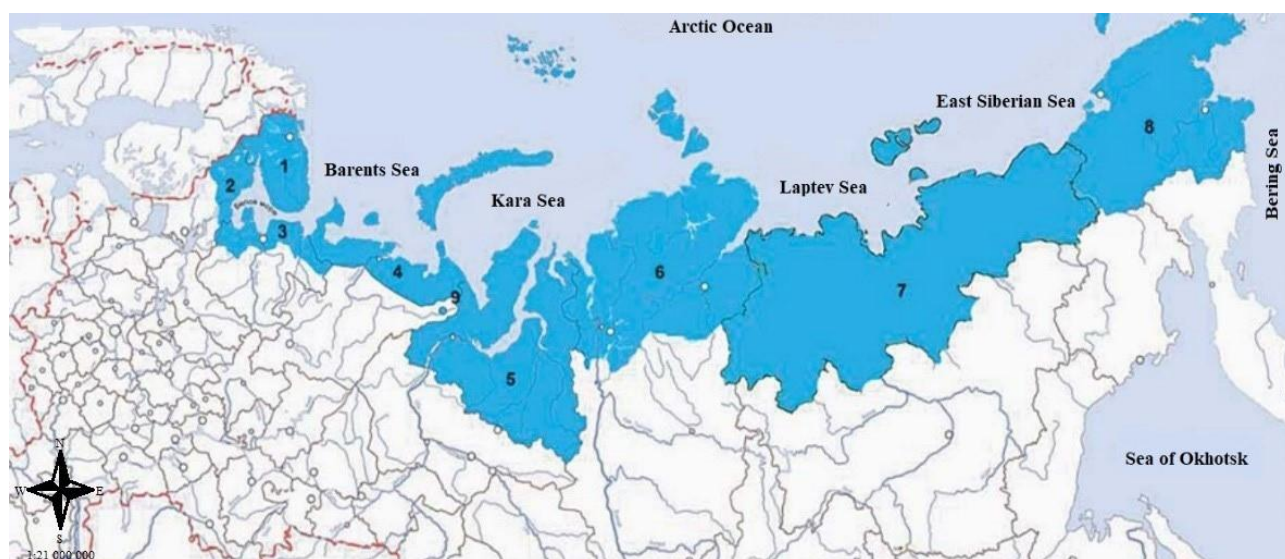 Arctic Ocean
East Siberian Sea
Bering Sea
Barents Sea
Laptev Sea
Kara Sea
1
2
3
4
9
5
6
7
8
Sea of Okhotsk
N
W E
S
1:21 000 000